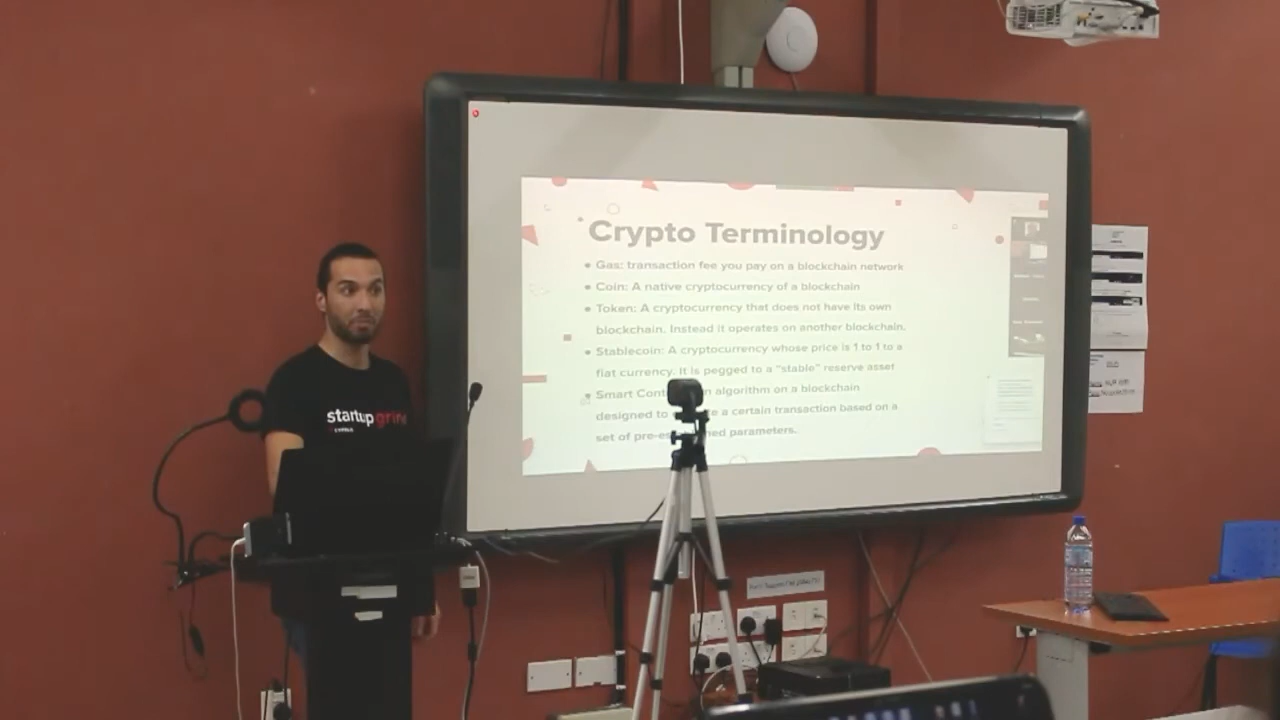 Crypto Terminology
• Gas: transaction fee you pay on a blockchain network
• Coin: A native cryptocurrency of a blockchain
• Token: A cryptocurrency that does not have its own
blockchain. Instead it operates on another blockchain.
• Stablecoin: A cryptocurrency whose price is 1 to 1 to a
fiat currency. It is pegged to a "stable" reserve asset
• Smart algorithm on a blockchain
designed to a certain transaction based on a
set of parameters.
startup grind